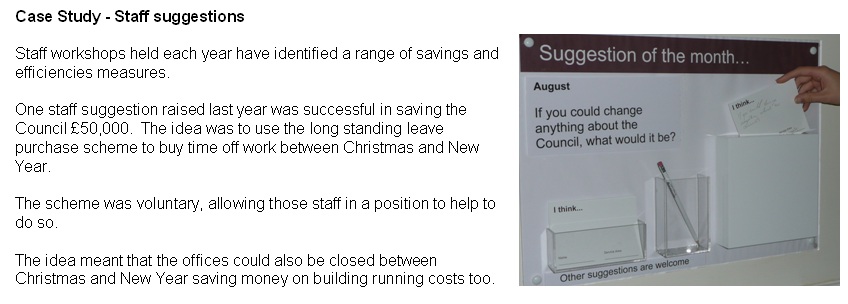 Case Study - Staff suggestions
Staff workshops held each year have identified a range of savings and
efficiencies measures.
One staff suggestion raised last year was successful in saving the
Council £50,000.  The idea was to use the long standing leave
purchase scheme to buy time off work between Christmas and New
Year.
The scheme was voluntary, allowing those staff in a position to help to
do so.
The idea meant that the offices could also be closed between
Christmas and New Year saving money on building running costs too.
Suggestion of the month...
August
If you could change
anything about the
Council, what would it be?
I think...
I think...
Other suggestions are welcome